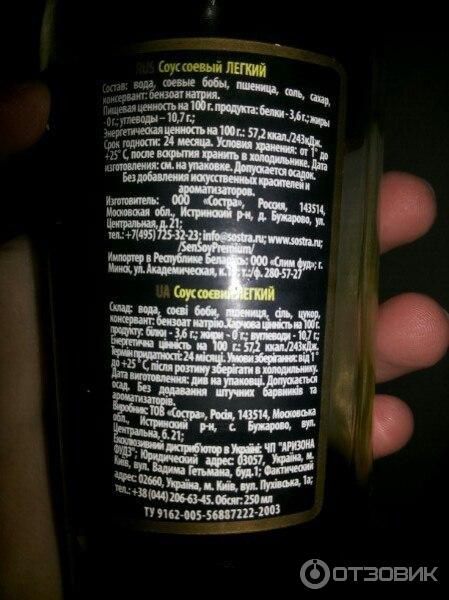 RUS Соус соевый ЛЕГКИЙ
Состав: вода, соевые бобы, пшеница, соль, сахар,
консервант: бензоат натрия.
Пищевая ценность на 100 г. продукта: белки - 3,6 г.; жиры
- 0 г.; углеводы – 10,7 г.;
Энергетическая ценность на 100 г.: 57,2 ккал./243кДж.
Срок годности: 24 месяца. Условия хранения: от 1° до
+25° С, после вскрытия хранить в холодильнике. Дата
изготовления: см. на упаковке. Допускается осадок.
Без добавления искусственных красителей и
ароматизаторов.
Изготовитель: ООО «Состра», Россия, 143514,
Московская обл., Истринский р-н, д. Бужарово, ул.
Центральная, д. 21;
тел.: +7(495) 725-32-23; info@sostra.ru; www.sostra.ru
/SenSoyPremium/
Импортер в Республике Беларусь: ООО «Слим фуд»; г.
Минск, ул. Академическая, т./ф. 280-57-27
UA Соус соєвий ЛЕГКИЙ
Склад: вода, соєві боби, пшениця, сіль, цукор,
консервант: бензоат натрію. Харчова цінність на 100 г.
продукту: білки - 3,6 г.; жири - 0 г.; вуглеводи - 10,7 г.;
Енергетична цінність на 100 г.: 57,2 ккал./243кДж.
Термін придатності: 24 місяці. Умови зберігання: від 1°
до +25° С, після розтину зберігати в холодильнику.
Дата виготовлення: див на упаковці. Допускається
осад. Без додавання штучних барвників та
ароматизаторів.
Виробник: ТОВ «Состра», Росія, 143514, Московська
обл., Истринский р-н, с. Бужарово, вул.
Центральна, б. 21;
Ексклюзивний дистриб'ютор в Україні: ЧП "АРИЗОНА
ФУДЗ"; Юридичний адрес: 03057, Україна, м.
Київ, вул. Вадима Гетьмана, буд.1; Фактический
адрес: 02660, Україна, м. Київ, вул. Пухівська, 1а;
тел.: +38 (044) 206-63-45. Обсяг: 250 мл
ТУ 9162-005-56887222-2003
ОТЗОВИК